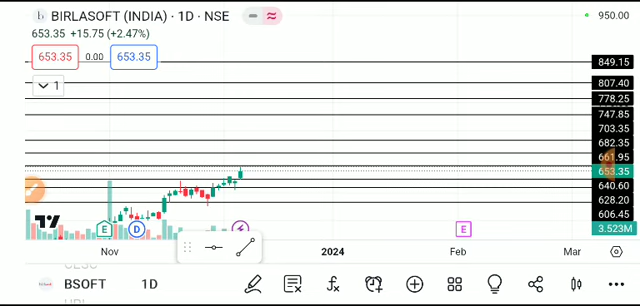 BIRLASOFT (INDIA) · 1D · NSE
653.35 +15.75 (+2.47%)
653.35 0.00 653.35
1
950.00
849.15
807.40
778.25
747.85
703.35
682.35
661.95
653.35
640.60
628.20
606.45
3.523M
E D E
Nov 2024 Feb Mar
BSOFT 1D